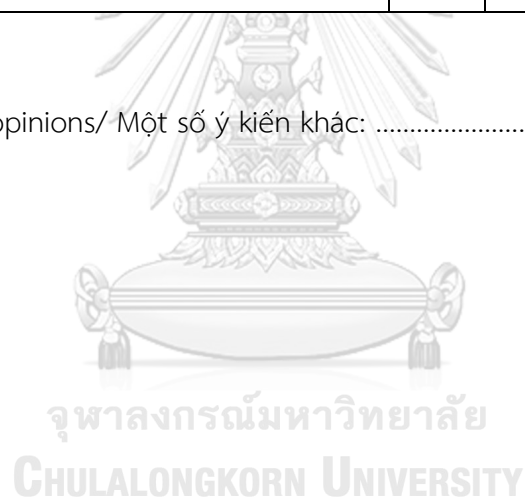 opinions/ Một số ý kiến khác: ......................
จุฬาลงกรณ์มหาวิทยาลัย
CHULALONGKORN UNIVERSITY